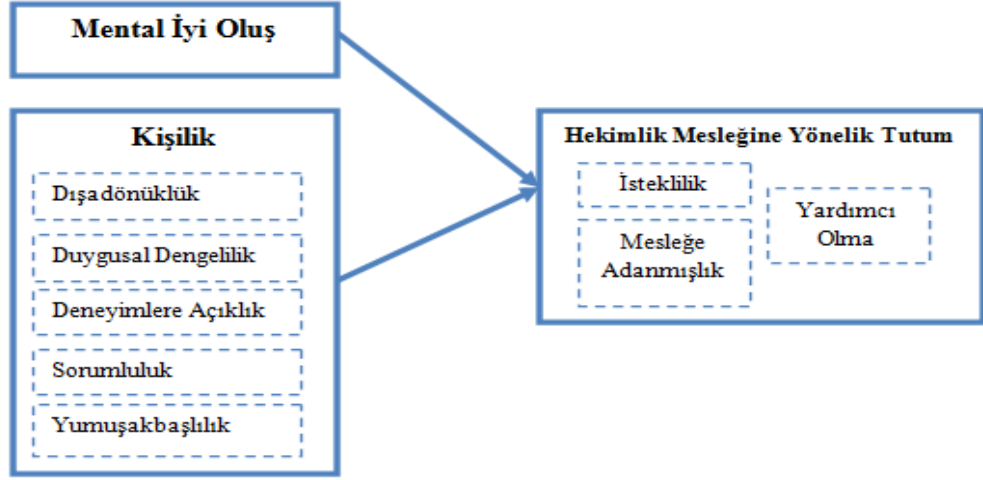 Mental İyi Oluş
Kişilik
Dışadönüklük
Duygusal Dengelilik
Deneyimlere Açıklık
Sorumluluk
Yumuşakbaşlılık
Hekimlik Mesleğine Yönelik Tutum
İsteklilik
Mesleğe
Adanmışlık
Yardımcı
Olma